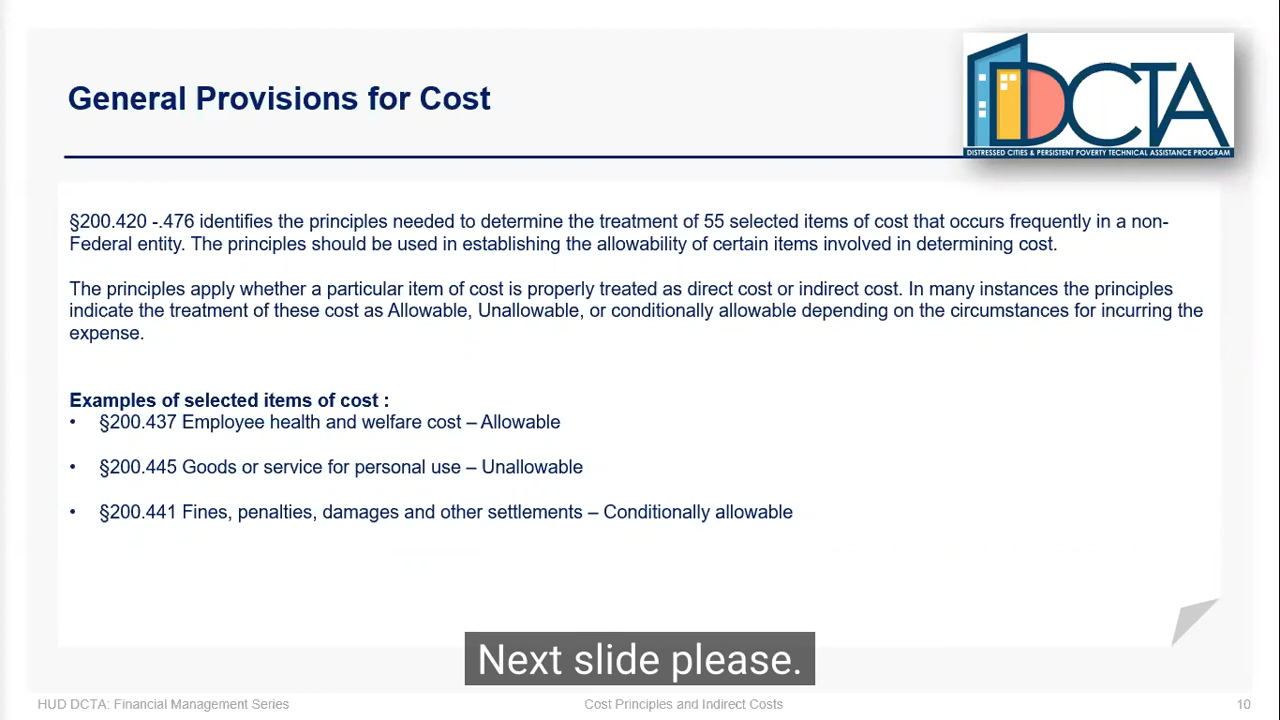 General Provisions for Cost
DCTA
DISTRESSED CITIES & PERSISTENT POVERTY TECHNICAL ASSISTANCE PROGRAM
§200.420 -.476 identifies the principles needed to determine the treatment of 55 selected items of cost that occurs frequently in a non-
Federal entity. The principles should be used in establishing the allowability of certain items involved in determining cost.
The principles apply whether a particular item of cost is properly treated as direct cost or indirect cost. In many instances the principles
indicate the treatment of these cost as Allowable, Unallowable, or conditionally allowable depending on the circumstances for incurring the
expense.
Examples of selected items of cost :
• §200.437 Employee health and welfare cost – Allowable
• §200.445 Goods or service for personal use – Unallowable
• §200.441 Fines, penalties, damages and other settlements – Conditionally allowable
Next slide please.
HUD DCTA: Financial Management Series
Cost Principles and Indirect Costs
10